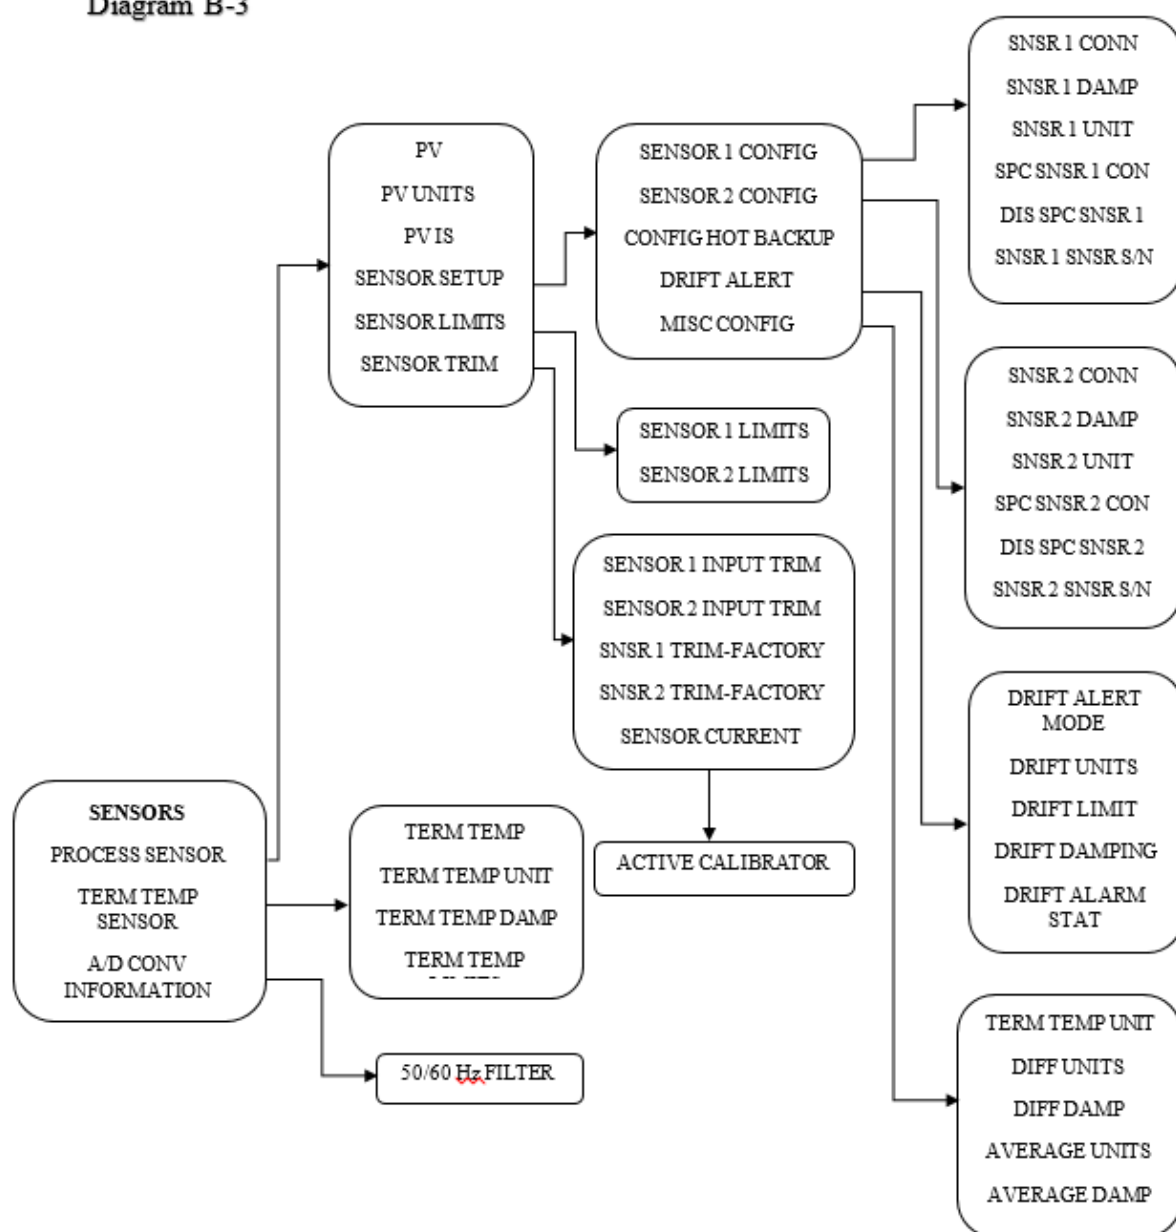 Diagram B-3
SNSR 1 CONN
SNSR 1 DAMP
SNSR 1 UNIT
SPC SNSR 1 CON
DIS SPC SNSR 1
SNSR 1 SNSR S/N
PV
PV UNITS
PV IS
SENSOR SETUP
SENSOR LIMITS
SENSOR TRIM
SENSOR 1 CONFIG
SENSOR 2 CONFIG
CONFIG HOT BACKUP
DRIFT ALERT
MISC CONFIG
SNSR 2 CONN
SNSR 2 DAMP
SNSR 2 UNIT
SPC SNSR 2 CON
DIS SPC SNSR 2
SNSR 2 SNSR S/N
SENSOR 1 LIMITS
SENSOR 2 LIMITS
SENSOR 1 INPUT TRIM
SENSOR 2 INPUT TRIM
SNSR 1 TRIM-FACTORY
SNSR 2 TRIM-FACTORY
SENSOR CURRENT
DRIFT ALERT
MODE
DRIFT UNITS
DRIFT LIMIT
DRIFT DAMPING
DRIFT ALARM
STAT
SENSORS
PROCESS SENSOR
TERM TEMP
SENSOR
A/D CONV
INFORMATION
TERM TEMP
TERM TEMP UNIT
TERM TEMP DAMP
TERM TEMP
ACTIVE CALIBRATOR
50/60 Hz FILTER
TERM TEMP UNIT
DIFF UNITS
DIFF DAMP
AVERAGE UNITS
AVERAGE DAMP